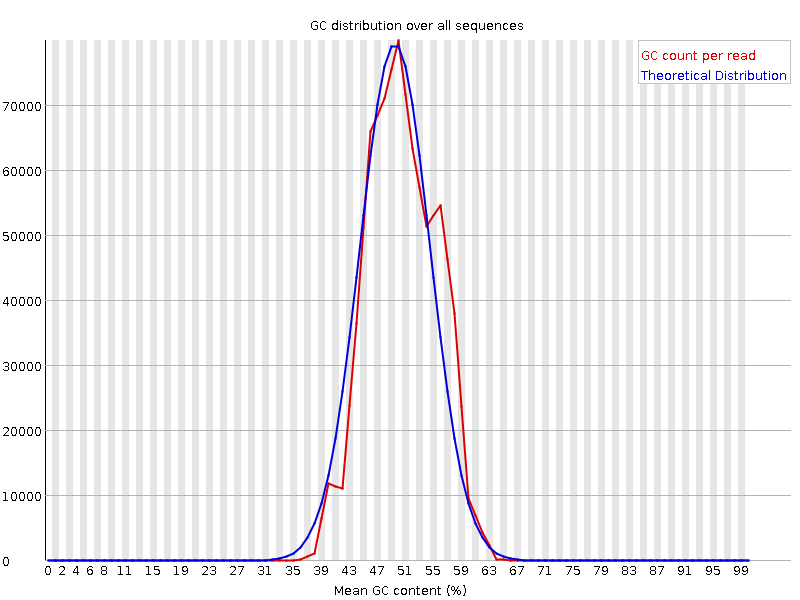 GC distribution over all sequences
GC count per read
Theoretical Distribution
70000
60000
50000
40000
30000
20000
10000
0
0 2 4 6 8 11 15 19 23 27 31 35 39 43 47 51 55 59 63 67 71 75 79 83 87 91 95 99
Mean GC content (%)